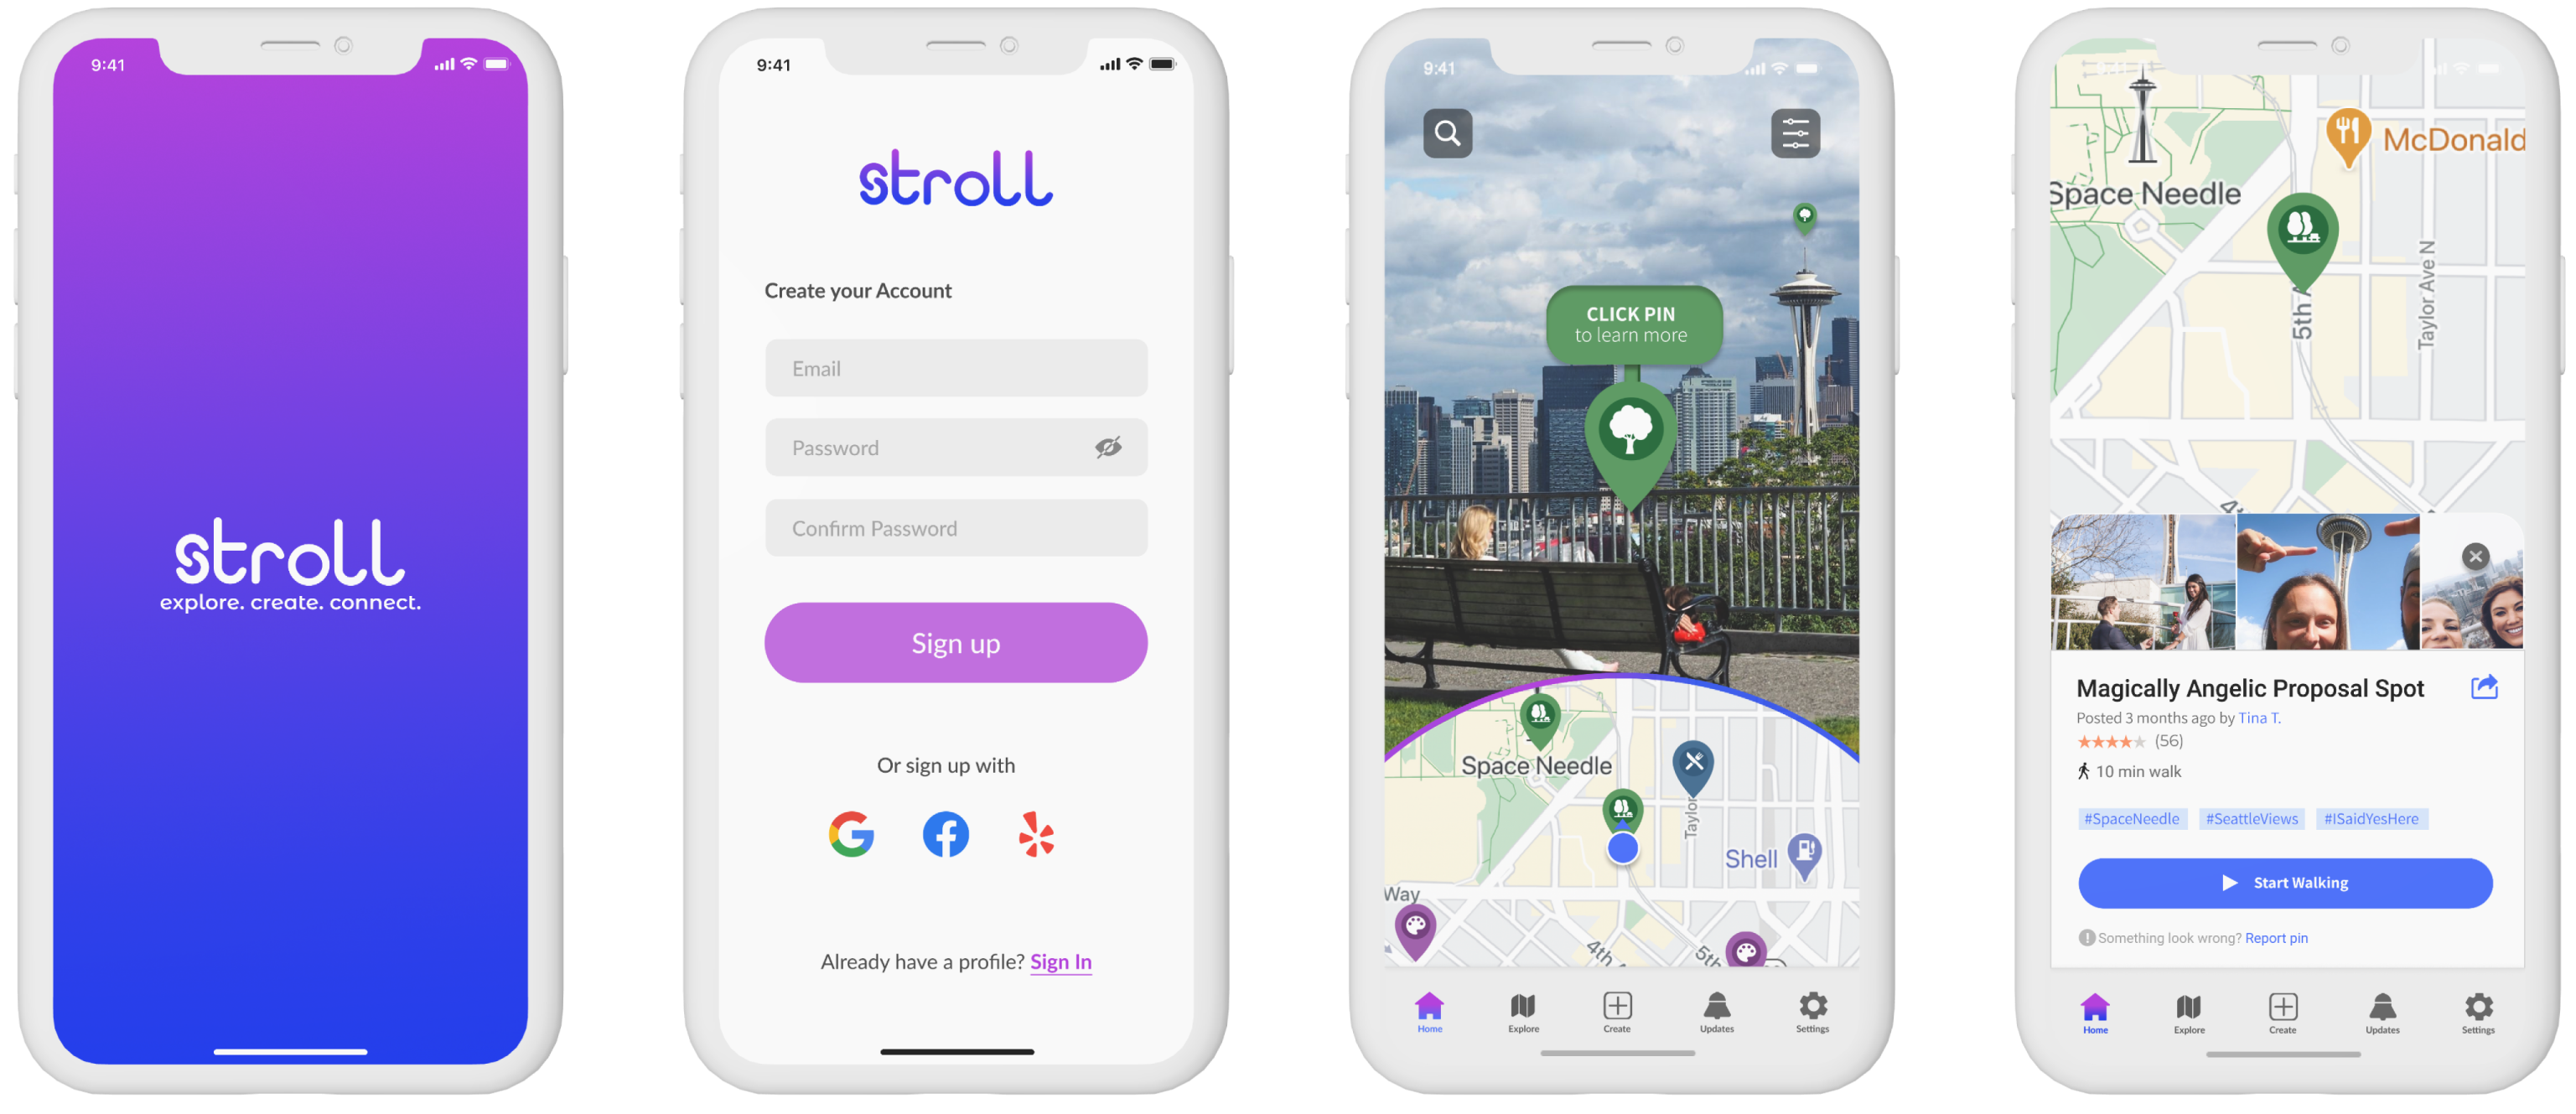 9:41
stroll
explore. create. connect.
9:41
stroll
Create your Account
Email
Password
Confirm Password
Sign up
Or sign up with
Already have a profile? Sign In
9:41
CLICK PIN
to learn more
Space Needle
Taylor
Shell
Way
4th
5th
Home
Explore
Create
Updates
Settings
9:41
McDonald
Space Needle
Taylor Ave N
5th A
4
Magically Angelic Proposal Spot
Posted 3 months ago by Tina T.
(56)
10 min walk
#SpaceNeedle #SeattleViews #ISaidYesHere
Start Walking
Something look wrong? Report pin
Home
Explore
Create
Updates
Settings